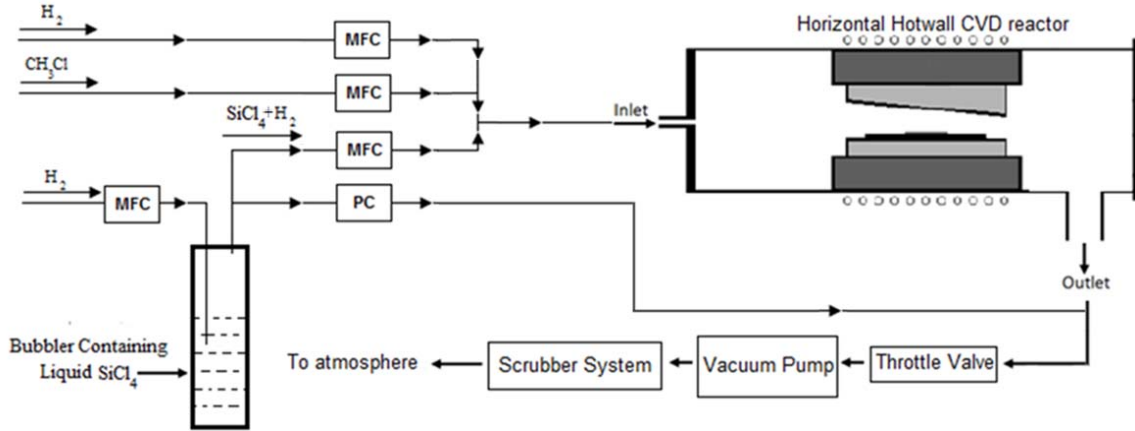 H₂
MFC
Horizontal Hotwall CVD reactor
CH₃Cl
MFC
SiCl₄+H₂
Inlet
MFC
H₂
MFC
PC
Outlet
Bubbler Containing
Liquid SiCl₄
To atmosphere
Scrubber System
Vacuum Pump
Throttle Valve